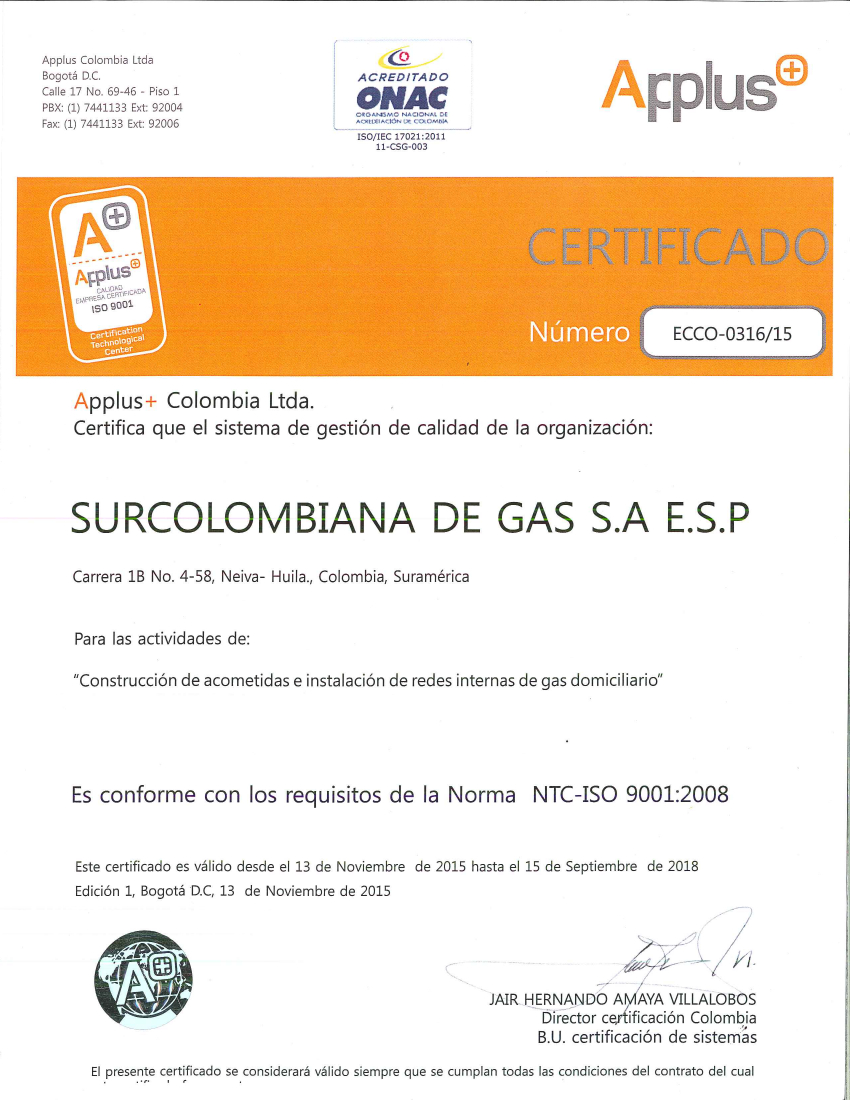 Applus Colombia Ltda
Bogotá D.C.
Calle 17 No. 69-46 - Piso 1
PBX: (1) 7441133 Ext: 92004
Fax: (1) 7441133 Ext: 92006
ACREDITADO
ONAC
ORGANISMO NACIONAL DE
ACREDITACIÓN DE COLOMBIA
ISO/IEC 17021:2011
11-CSG-003
Applus+
A+
Applus+
CALIDAD
EMPRESA CERTIFICADA
ISO 9001
Certification
Technological
Center
CERTIFICADO
Número ECCO-0316/15
Applus+ Colombia Ltda.
Certifica que el sistema de gestión de calidad de la organización:
SURCOLOMBIANA DE GAS S.A E.S.P
Carrera 1B No. 4-58, Neiva- Huila., Colombia, Suramérica
Para las actividades de:
“Construcción de acometidas e instalación de redes internas de gas domiciliario”
Es conforme con los requisitos de la Norma NTC-ISO 9001:2008
Este certificado es válido desde el 13 de Noviembre de 2015 hasta el 15 de Septiembre de 2018
Edición 1, Bogotá D.C, 13 de Noviembre de 2015
A+
JAIR HERNANDO AMAYA VILLALOBOS
Director certificación Colombia
B.U. certificación de sistemas
El presente certificado se considerará válido siempre que se cumplan todas las condiciones del contrato del cual